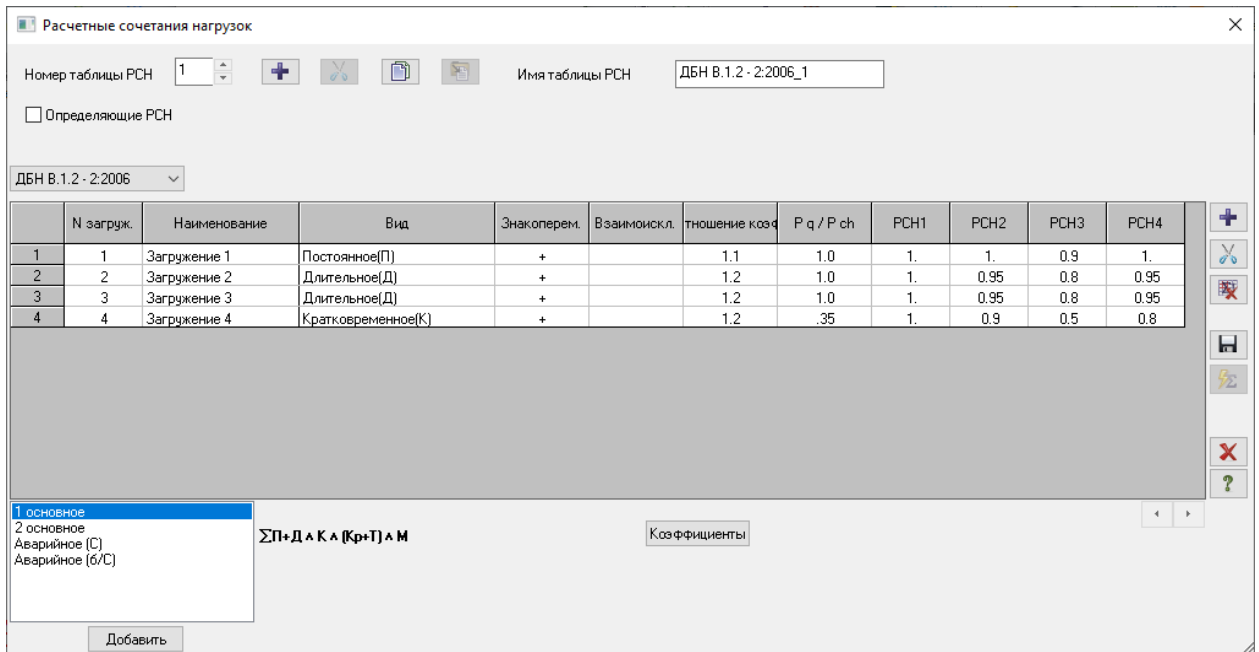 Расчетные сочетания нагрузок
Номер таблицы РСН 1 Имя таблицы РСН ДБН В.1.2 - 2:2006_1
Определяющие РСН
ДБН В.1.2 - 2:2006
N загруж. Наименование Вид Знакоперем. Взаимоискл. тношение коэф P q / P ch РСН1 РСН2 РСН3 РСН4
1 1 Загружение 1 Постоянное(П) + 1.1 1.0 1. 1. 0.9 1.
2 2 Загружение 2 Длительное(Д) + 1.2 1.0 1. 0.95 0.8 0.95
3 3 Загружение 3 Длительное(Д) + 1.2 1.0 1. 0.95 0.8 0.95
4 4 Загружение 4 Кратковременное(К) + 1.2 .35 1. 0.9 0.5 0.8
1 основное
2 основное
Аварийное (С)
Аварийное (б/С)
∑П+Д ∧ К ∧ (Кр+Т) ∧ М
Коэффициенты
Добавить